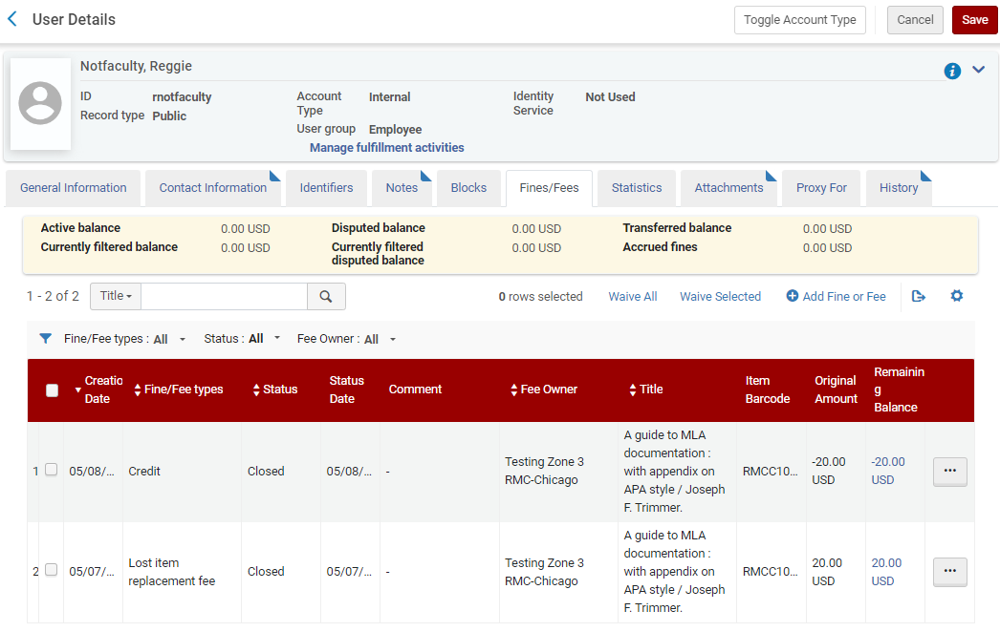 User Details
Toggle Account Type
Cancel
Save
Notfaculty, Reggie
ID rnotfaculty
Record type Public
Account Type Internal
User group Employee
Manage fulfillment activities
Identity Service Not Used
General Information
Contact Information
Identifiers
Notes
Blocks
Fines/Fees
Statistics
Attachments
Proxy For
History
Active balance 0.00 USD
Disputed balance 0.00 USD
Transferred balance 0.00 USD
Currently filtered balance 0.00 USD
Currently filtered disputed balance 0.00 USD
Accrued fines 0.00 USD
1 - 2 of 2
Title
0 rows selected
Waive All
Waive Selected
Add Fine or Fee
Fine/Fee types : All
Status : All
Fee Owner : All
Creatio
Date
Fine/Fee types
Status
Status
Date
Comment
Fee Owner
Title
Item
Barcode
Original
Amount
Remainin
g
Balance
1
05/08/...
Credit
Closed
05/08/...
-
Testing Zone 3
RMC-Chicago
A guide to MLA
documentation :
with appendix on
APA style / Joseph
F. Trimmer.
RMCC10...
-20.00
USD
-20.00
USD
2
05/07/...
Lost item
replacement fee
Closed
05/07/...
-
Testing Zone 3
RMC-Chicago
A guide to MLA
documentation :
with appendix on
APA style / Joseph
F. Trimmer.
RMCC10...
20.00
USD
20.00
USD